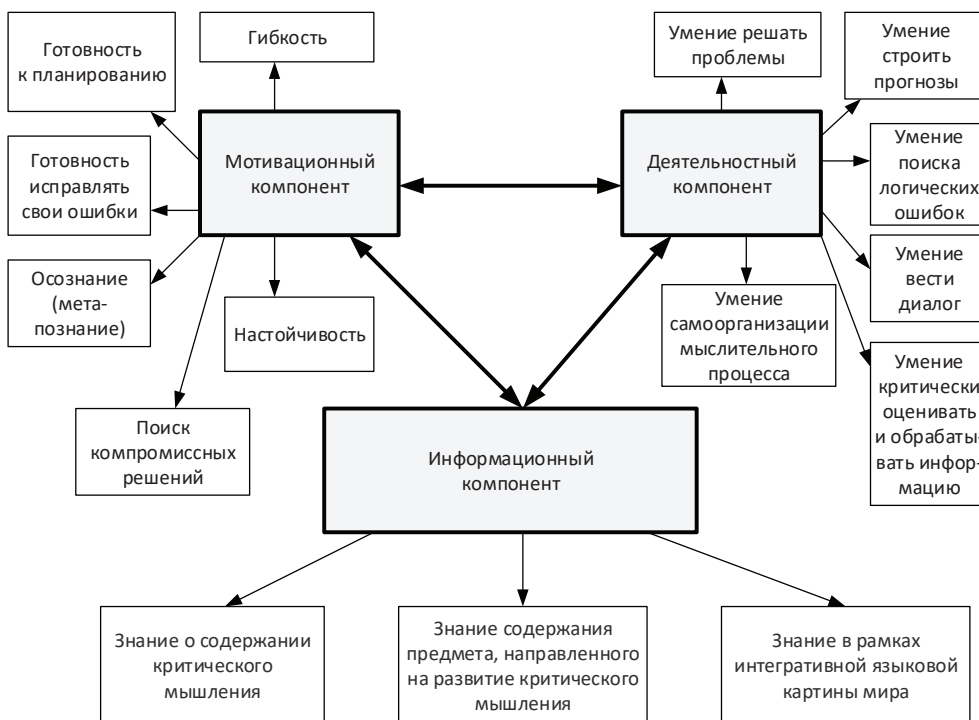 Готовность
к планированию
Гибкость
Умение решать
проблемы
Умение
строить
прогнозы
Мотивационный
компонент
Деятельностный
компонент
Готовность
исправлять
свои ошибки
Умение
поиска
логических
ошибок
Осознание
(мета-
познание)
Настойчивость
Умение
самоорганизации
мыслительного
процесса
Умение
вести
диалог
Умение
критически
оценивать
и обрабаты-
вать инфор-
мацию
Поиск
компромиссных
решений
Информационный
компонент
Знание о содержании
критического
мышления
Знание содержания
предмета, направленного
на развитие критического
мышления
Знание в рамках
интегративной языковой
картины мира